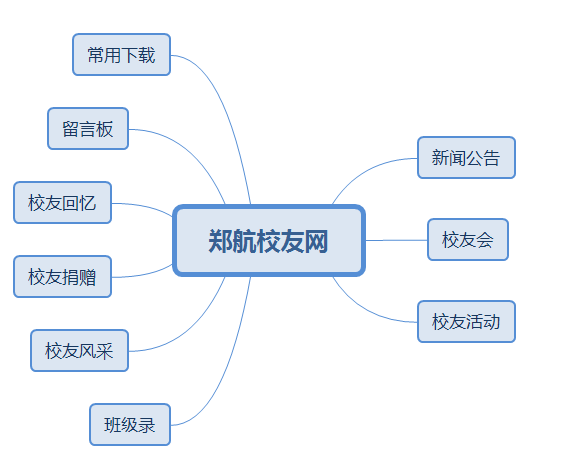 常用下载
留言板
校友回忆
校友捐赠
校友风采
班级录
郑航校友网
新闻公告
校友会
校友活动